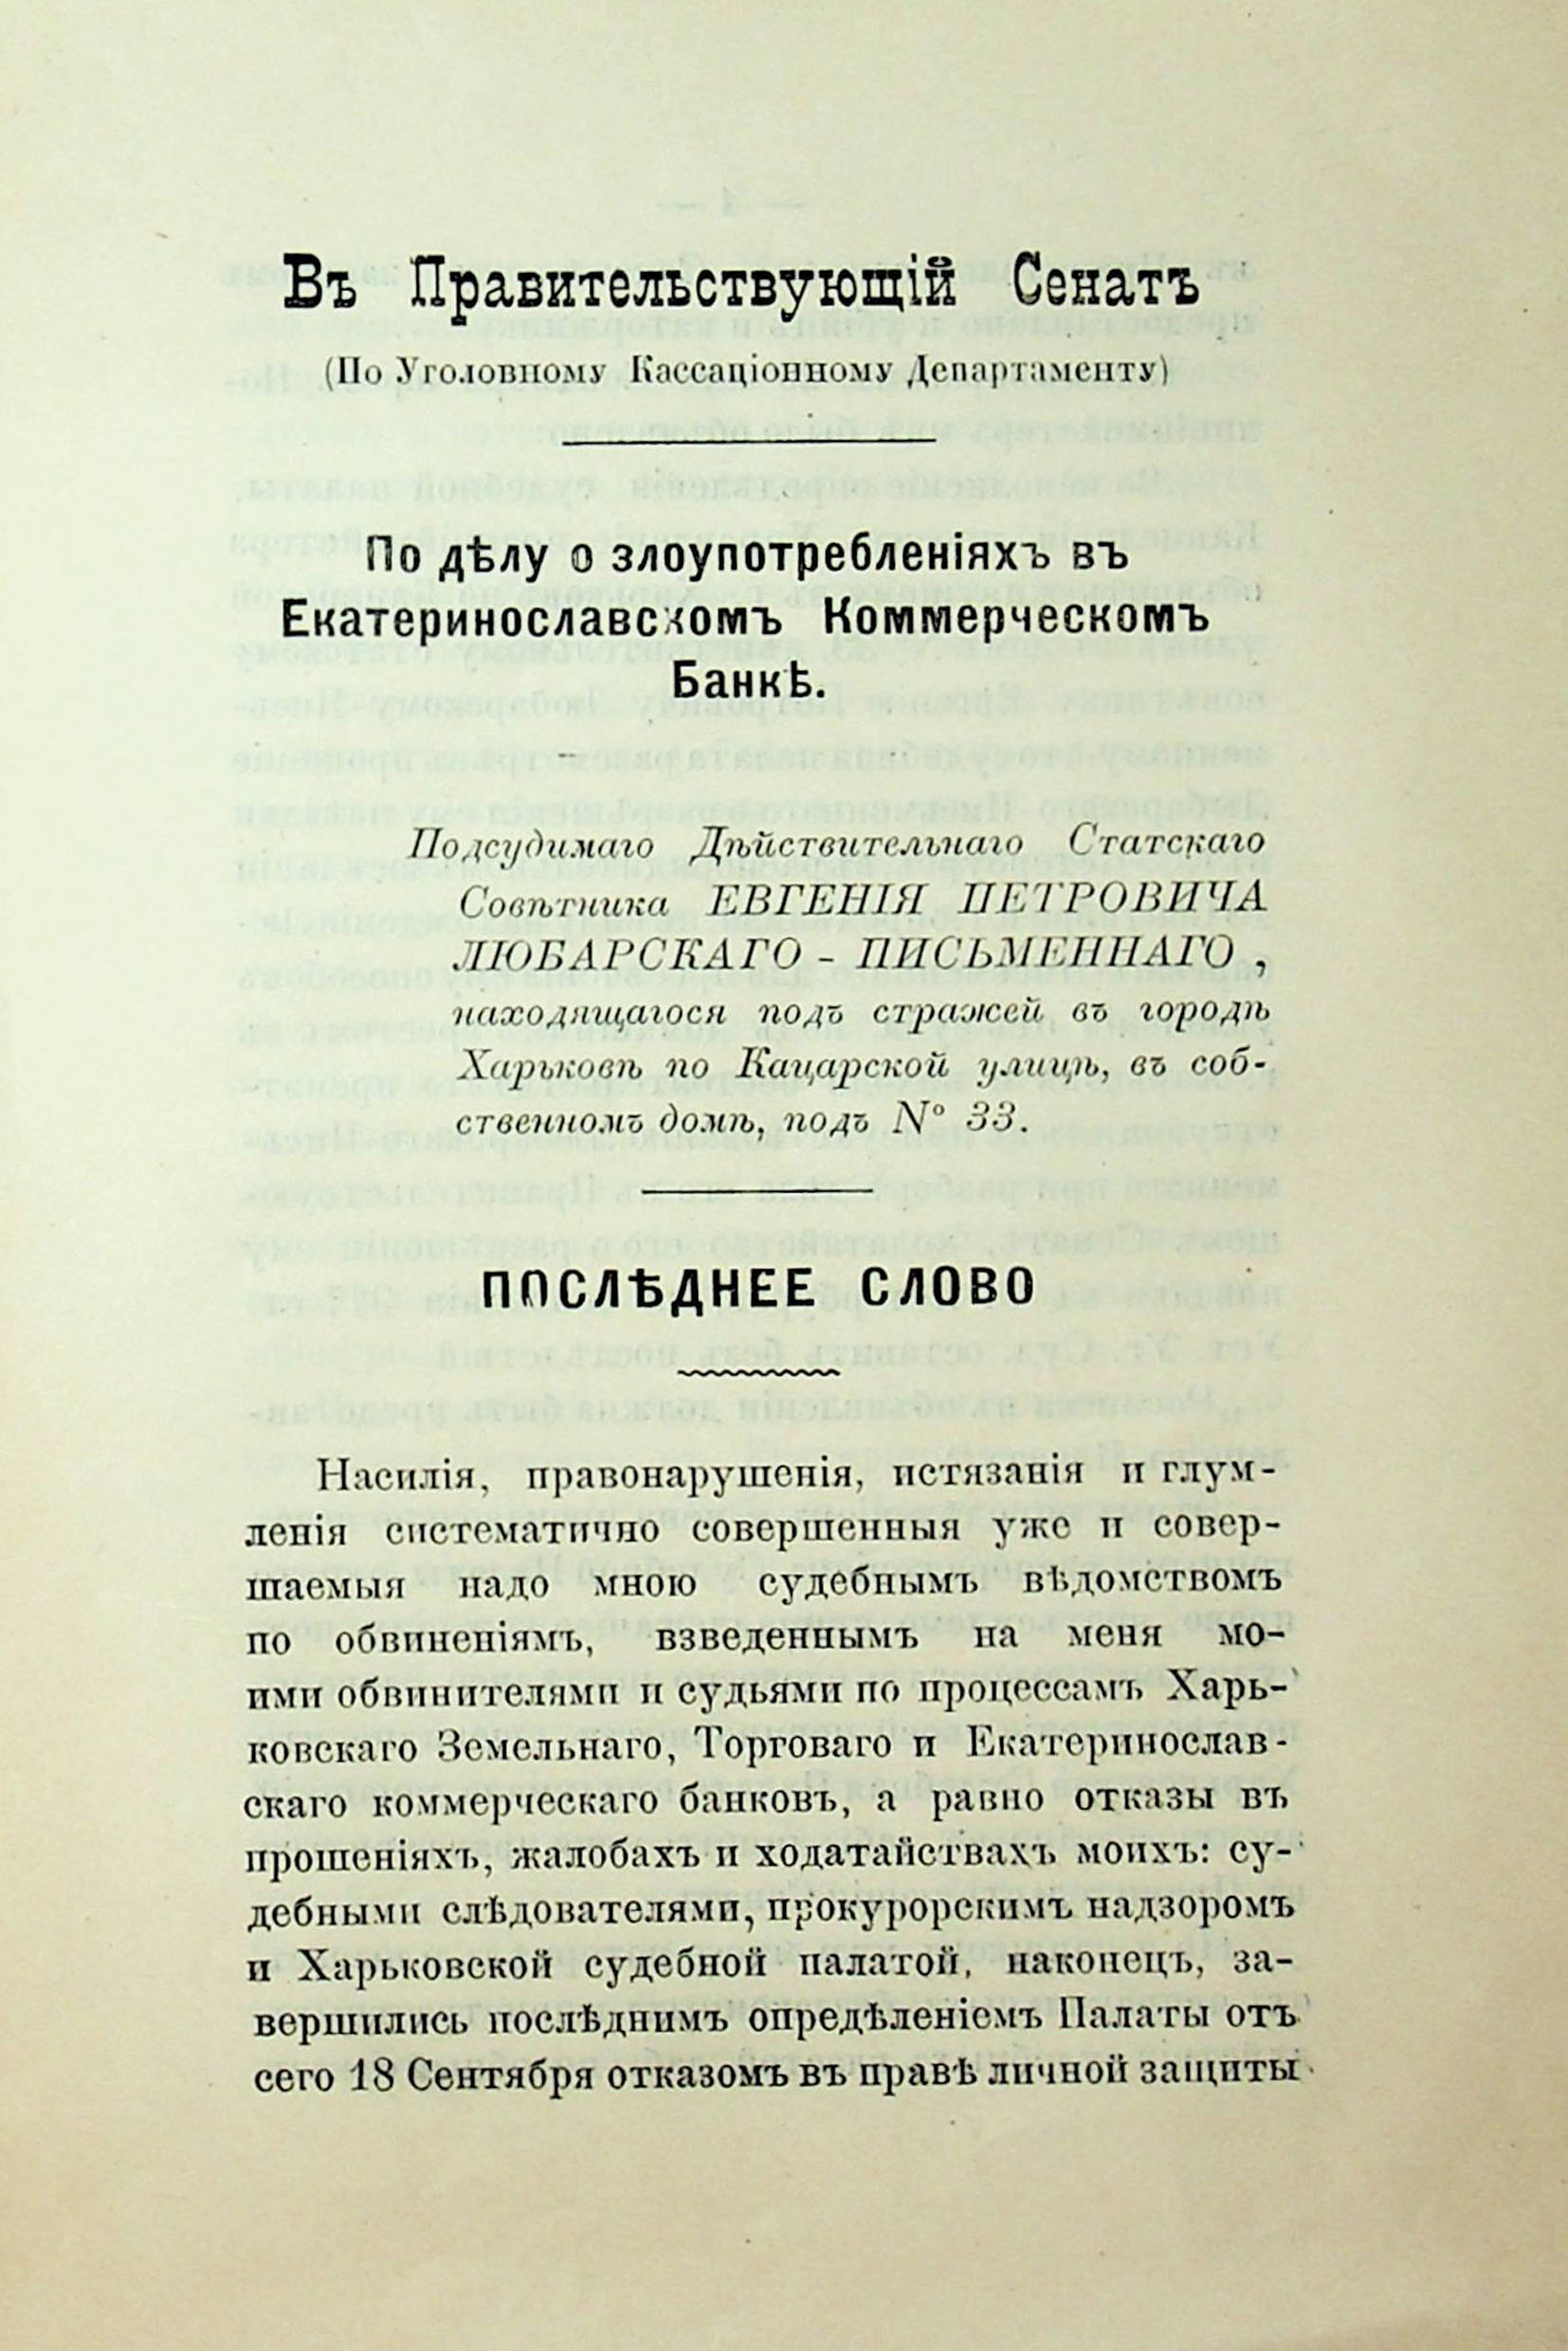 Въ Правительствующій Сенатъ
(По Уголовному Кассаціонному Департаменту)
По дѣлу о злоупотребленіяхъ въ
Екатеринославскомъ Коммерческомъ
Банкѣ.
Подсудимаго Дѣйствительнаго Статскаго
Совѣтника ЕВГЕНІЯ ПЕТРОВИЧА
ЛЮБАРСКАГО - ПИСЬМЕННАГО ,
находящагося подъ стражей въ городѣ
Харьковѣ по Кацарской улицѣ, въ соб-
ственномъ домѣ, подъ № 33.
ПОСЛѢДНЕЕ СЛОВО
Насилія, правонарушенія, истязанія и глум-
ленія систематично совершенныя уже и совер-
шаемыя надо мною судебнымъ вѣдомствомъ
по обвиненіямъ, взведеннымъ на меня мо-
ими обвинителями и судьями по процессамъ Харь-
ковскаго Земельнаго, Торговаго и Екатеринослав-
скаго коммерческаго банковъ, а равно отказы въ
прошеніяхъ, жалобахъ и ходатайствахъ моихъ: су-
дебными слѣдователями, прокурорскимъ надзоромъ
и Харьковской судебной палатой, наконецъ, за-
вершились послѣднимъ опредѣленіемъ Палаты отъ
сего 18 Сентября отказомъ въ правѣ личной защиты